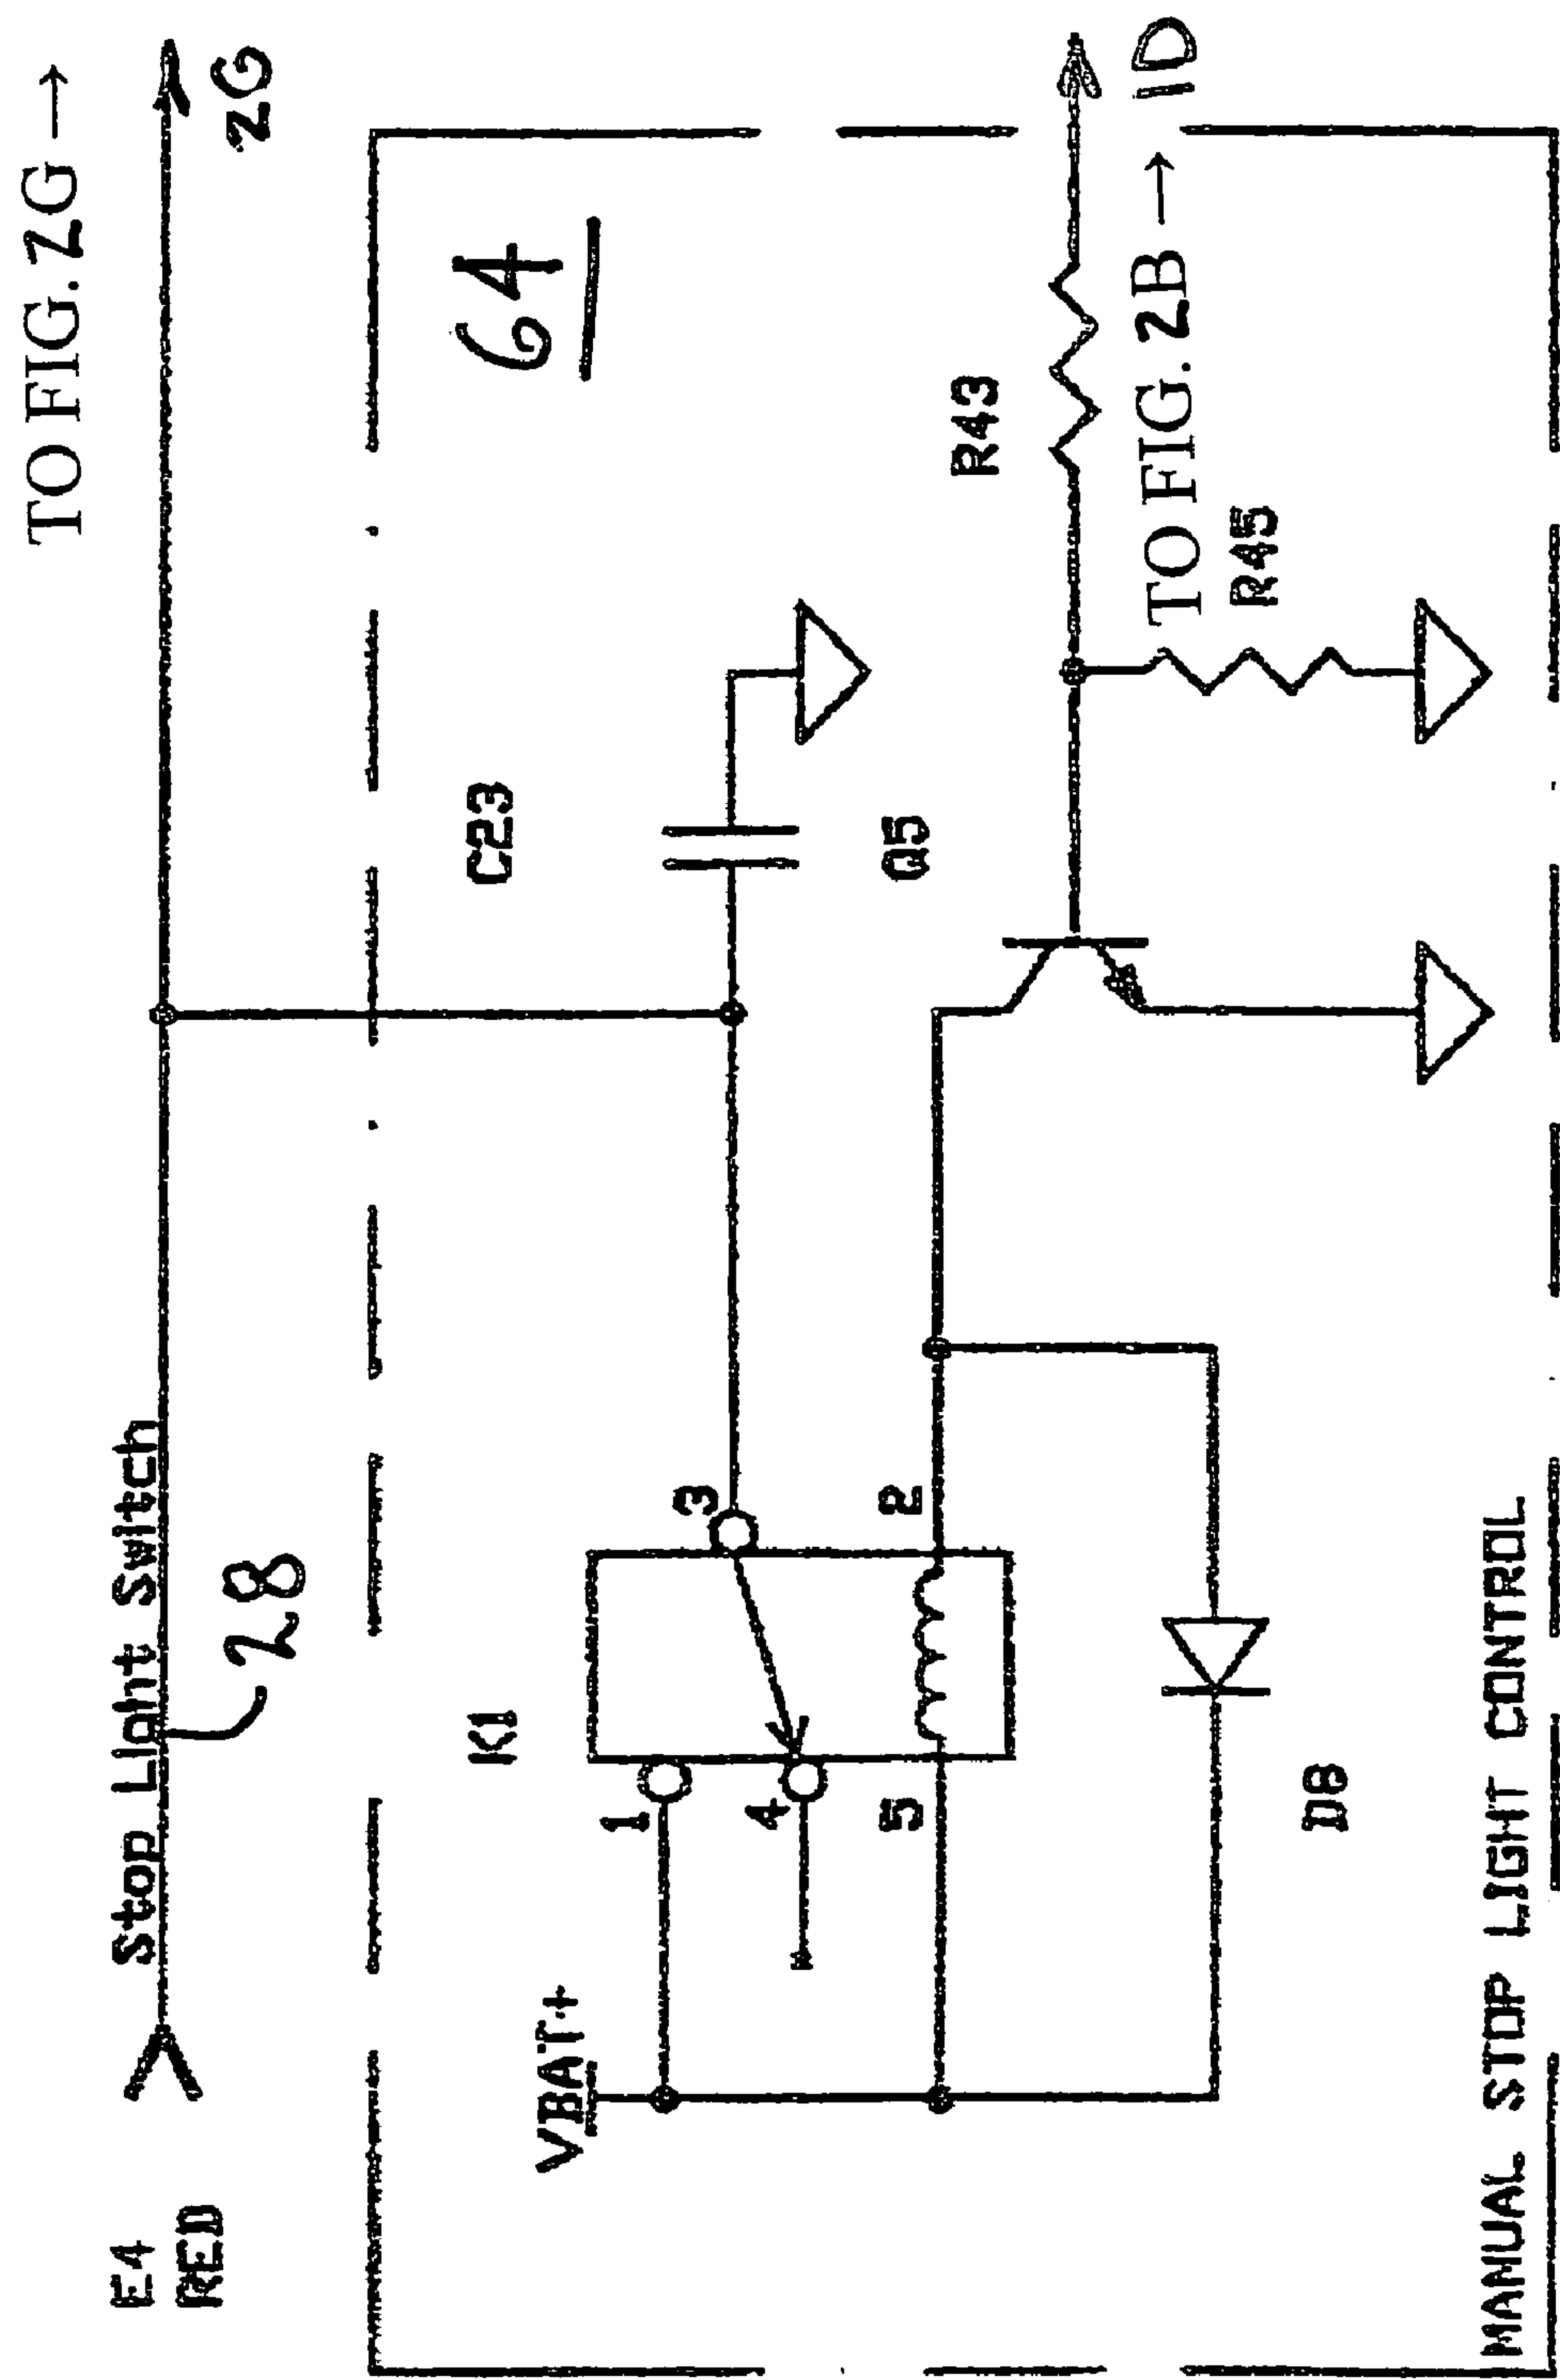 TO FIG. 2G →
2G
E4
RED
Stop Light Switch
28
64
C23
K1
VBAT+
1
3
4
5
2
Q5
R43
1D
TO FIG. 2B →
R45
D8
MANUAL STOP LIGHT CONTROL